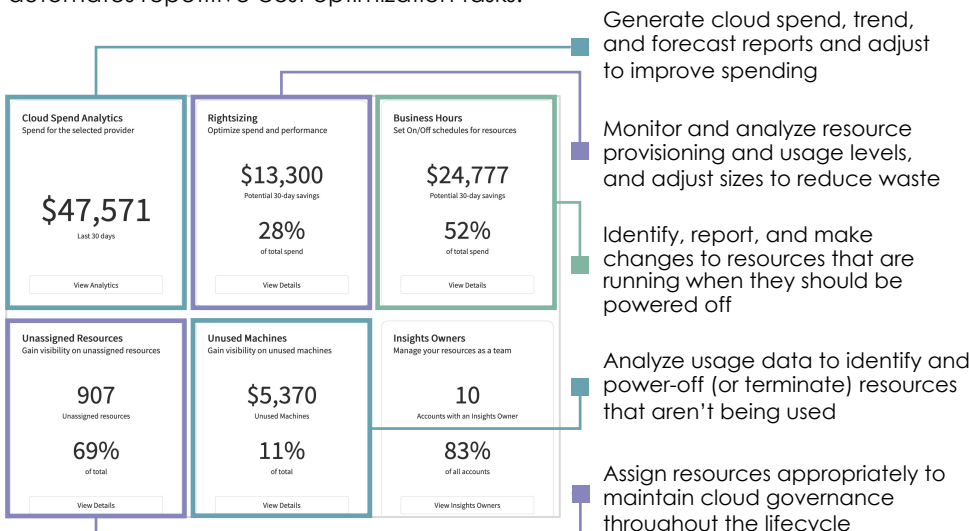 automates repetitive cost optimization tasks.
Generate cloud spend, trend,
and forecast reports and adjust
to improve spending
Cloud Spend Analytics
Spend for the selected provider
$47,571
Last 30 days
View Analytics
Rightsizing
Optimize spend and performance
$13,300
Potential 30-day savings
28%
of total spend
View Details
Business Hours
Set On/Off schedules for resources
$24,777
Potential 30-day savings
52%
of total spend
View Details
Monitor and analyze resource
provisioning and usage levels,
and adjust sizes to reduce waste
Identify, report, and make
changes to resources that are
running when they should be
powered off
Unassigned Resources
Gain visibility on unassigned resources
907
Unassigned resources
69%
of total
View Details
Unused Machines
Gain visibility on unused machines
$5,370
Unused Machines
11%
of total
View Details
Insights Owners
Manage your resources as a team
10
Accounts with an Insights Owner
83%
of all accounts
View Insights Owners
Analyze usage data to identify and
power-off (or terminate) resources
that aren't being used
Assign resources appropriately to
maintain cloud governance
throughout the lifecycle